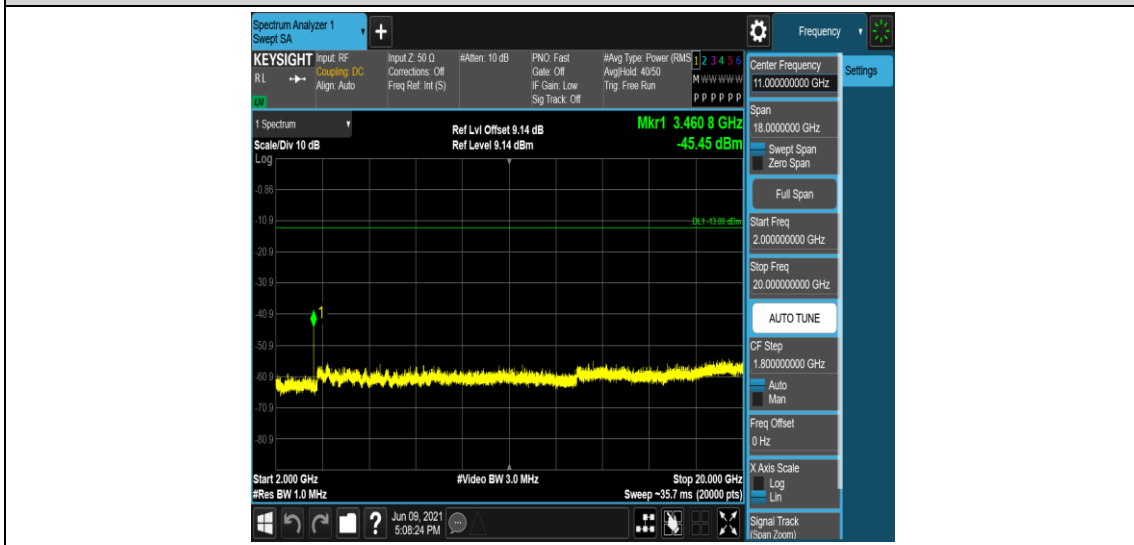 Spectrum Analyzer 1
Swept SA
+
Frequency
KEYSIGHT
RL
LXI
Input: RF
Coupling: DC
Align: Auto
Input Z: 50 Ω
Corrections: Off
Freq Ref: Int (S)
#Atten: 10 dB
PNO: Fast
Gate: Off
IF Gain: Low
Sig Track: Off
#Avg Type: Power (RMS
Avg|Hold: 40/50
Trig: Free Run
1 2 3 4 5 6
M W W W W W
P P P P P P
1 Spectrum
Scale/Div 10 dB
Ref Lvl Offset 9.14 dB
Ref Level 9.14 dBm
Mkr1 3.460 8 GHz
-45.45 dBm
Log
-0.86
-10.9
DL1 -13.00 dBm
-20.9
-30.9
-40.9
1
-50.9
-60.9
-70.9
-80.9
Start 2.000 GHz
#Video BW 3.0 MHz
Stop 20.000 GHz
#Res BW 1.0 MHz
Sweep ~35.7 ms (20000 pts)
Center Frequency
11.000000000 GHz
Settings
Span
18.0000000 GHz
Swept Span
Zero Span
Full Span
Start Freq
2.000000000 GHz
Stop Freq
20.000000000 GHz
AUTO TUNE
CF Step
1.800000000 GHz
Auto
Man
Freq Offset
0 Hz
X Axis Scale
Log
Lin
Signal Track
(Span Zoom)
?
Jun 09, 2021
5:08:24 PM